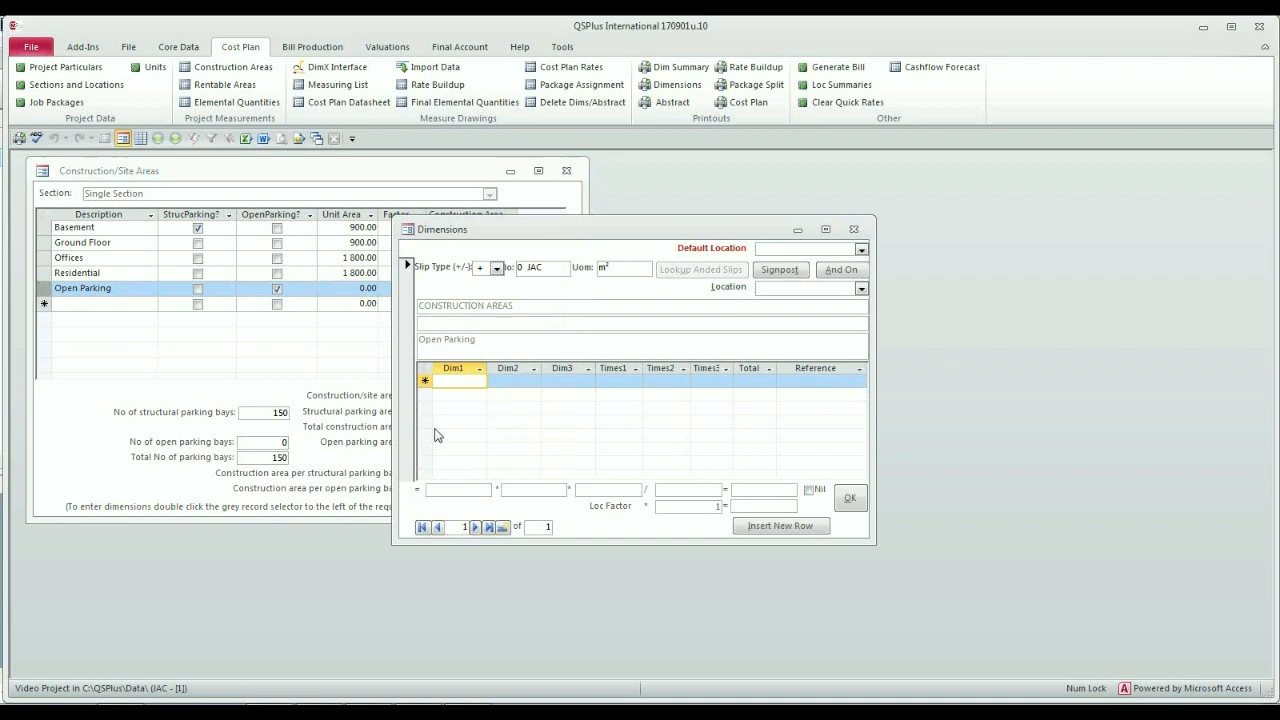 QSPlus International 170901u.10
File Add-Ins File Core Data Cost Plan Bill Production Valuations Final Account Help Tools
Project Particulars Units Construction Areas DimX Interface Import Data Cost Plan Rates Dim Summary Rate Buildup Generate Bill Cashflow Forecast
Sections and Locations Rentable Areas Measuring List Rate Buildup Package Assignment Dimensions Package Split Loc Summaries
Job Packages Elemental Quantities Cost Plan Datasheet Final Elemental Quantities Delete Dims/Abstract Abstract Cost Plan Clear Quick Rates
Project Data Project Measurements Measure Drawings Printouts Other
Construction/Site Areas
Section: Single Section
Description StrucParking? OpenParking? Unit Area Factor Construction Area
Basement 900.00
Ground Floor 900.00
Offices 1 800.00
Residential 1 800.00
Open Parking 0.00
0.00
Construction/site are
No of structural parking bays: 150 Structural parking are
Total construction are
No of open parking bays: 0 Open parking are
Total No of parking bays: 150
Construction area per structural parking ba
Construction area per open parking ba
(To enter dimensions double click the grey record selector to the left of the requ
Dimensions
Default Location
Slip Type (+/-): + No: 0 JAC Uom: m² Lookup Anded Slips Signpost And On
Location
CONSTRUCTION AREAS
Open Parking
Dim1 Dim2 Dim3 Times1 Times2 Times3 Total Reference
= * * / = Nil OK
Loc Factor * 1 =
1 of 1 Insert New Row
Video Project in C:\QSPlus\Data\ (JAC - [1]) Num Lock Powered by Microsoft Access